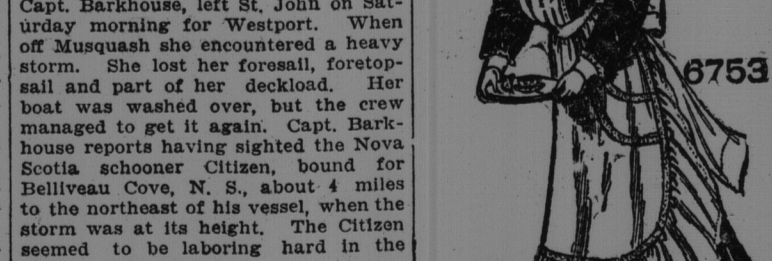 Capt. Barkhouse, left St. John on Sat-
urday morning for Westport. When
off Musquash she encountered a heavy
storm. She lost her foresail, foretop-
sail and part of her deckload. Her
boat was washed over, but the crew
managed to get it again. Capt. Bark-
house reports having sighted the Nova
Scotia schooner Citizen, bound for
Belliveau Cove, N. S., about 4 miles
to the northeast of his vessel, when the
storm was at its height. The Citizen
seemed to be laboring hard in the
6753